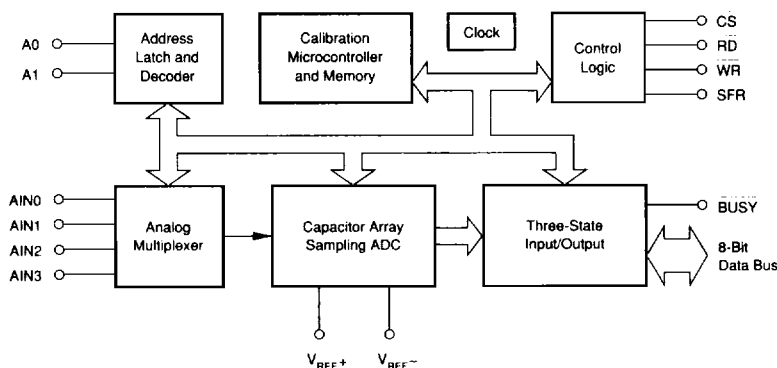 A0
A1
Address
Latch and
Decoder
Calibration
Microcontroller
and Memory
Clock
Control
Logic
CS
RD
WR
SFR
AIN0
AIN1
AIN2
AIN3
Analog
Multiplexer
Capacitor Array
Sampling ADC
Three-State
Input/Output
BUSY
8-Bit
Data Bus
VREF+
VREF−